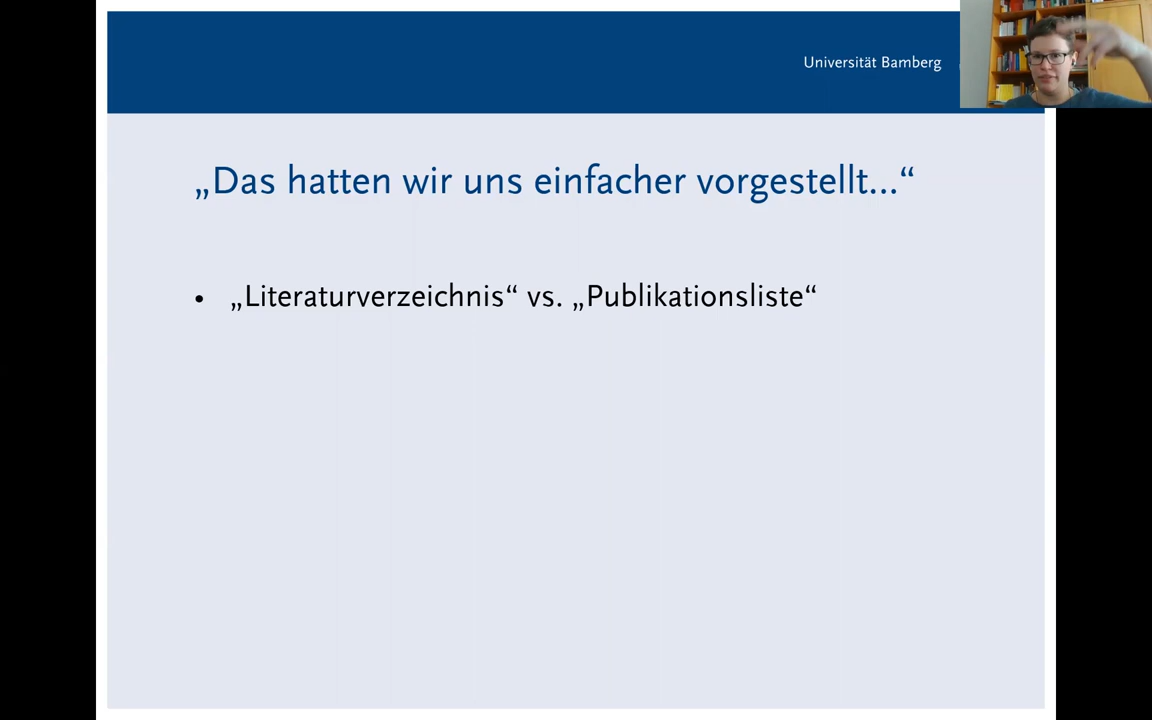 Universität Bamberg
„Das hatten wir uns einfacher vorgestellt...“
• „Literaturverzeichnis“ vs. „Publikationsliste“